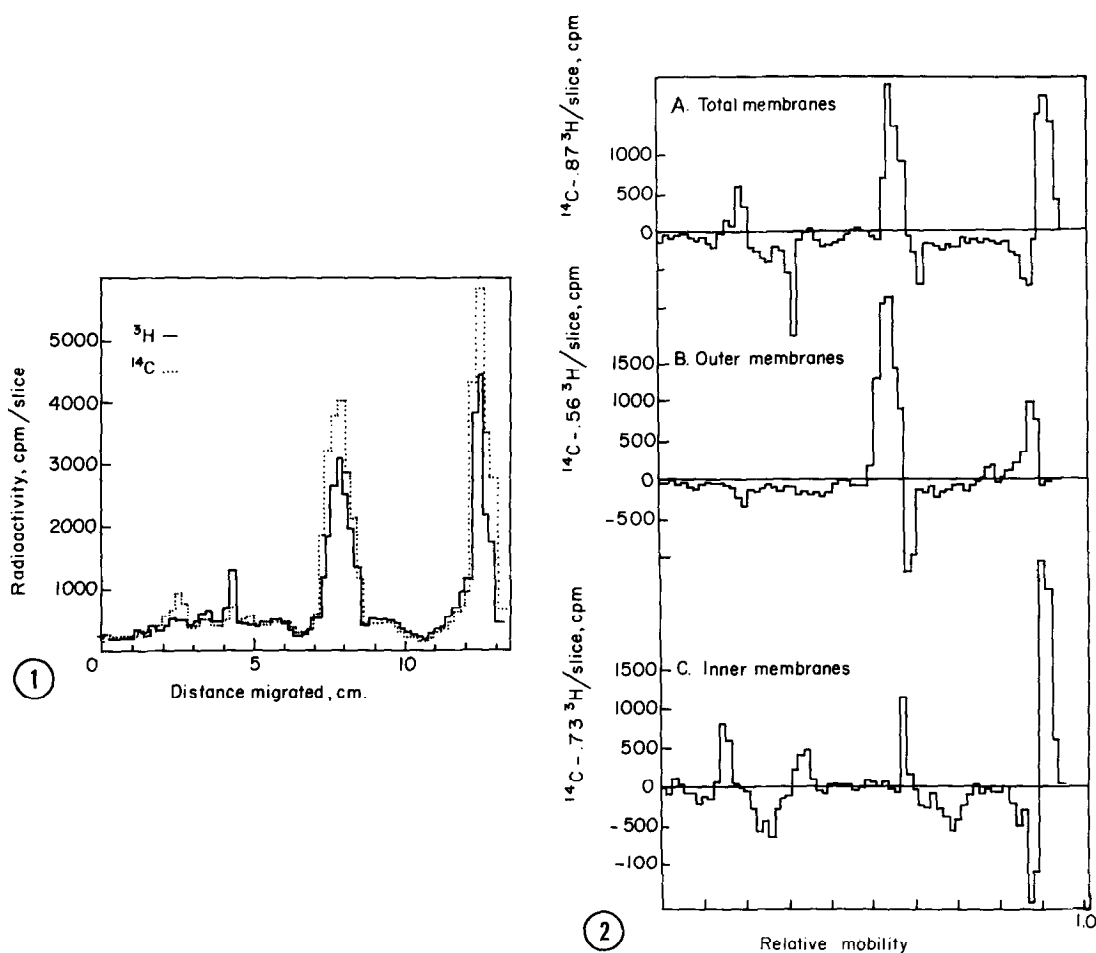 Radioactivity, cpm/slice
5000
4000
3000
2000
1000
0
5
10
³H —
¹⁴C ....
Distance migrated, cm.
1
¹⁴C-.87 ³H/slice, cpm
A. Total membranes
1000
500
0
¹⁴C-.56 ³H/slice, cpm
B. Outer membranes
1500
1000
500
0
-500
¹⁴C-.73 ³H/slice, cpm
C. Inner membranes
1500
1000
500
0
-500
-100
1.0
Relative mobility
2